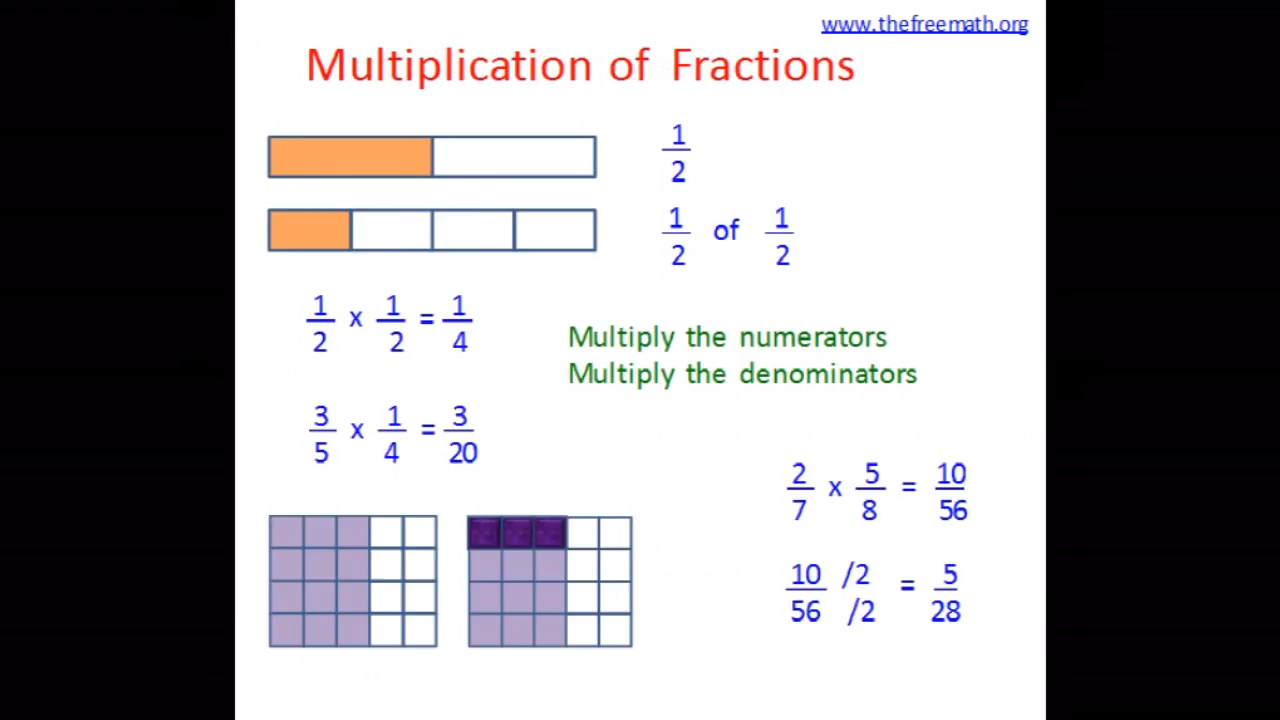 www.thefreemath.org
Multiplication of Fractions
1/2
1/2 of 1/2
1/2 x 1/2 = 1/4
Multiply the numerators
Multiply the denominators
3/5 x 1/4 = 3/20
2/7 x 5/8 = 10/56
10/56 /2 /2 = 5/28